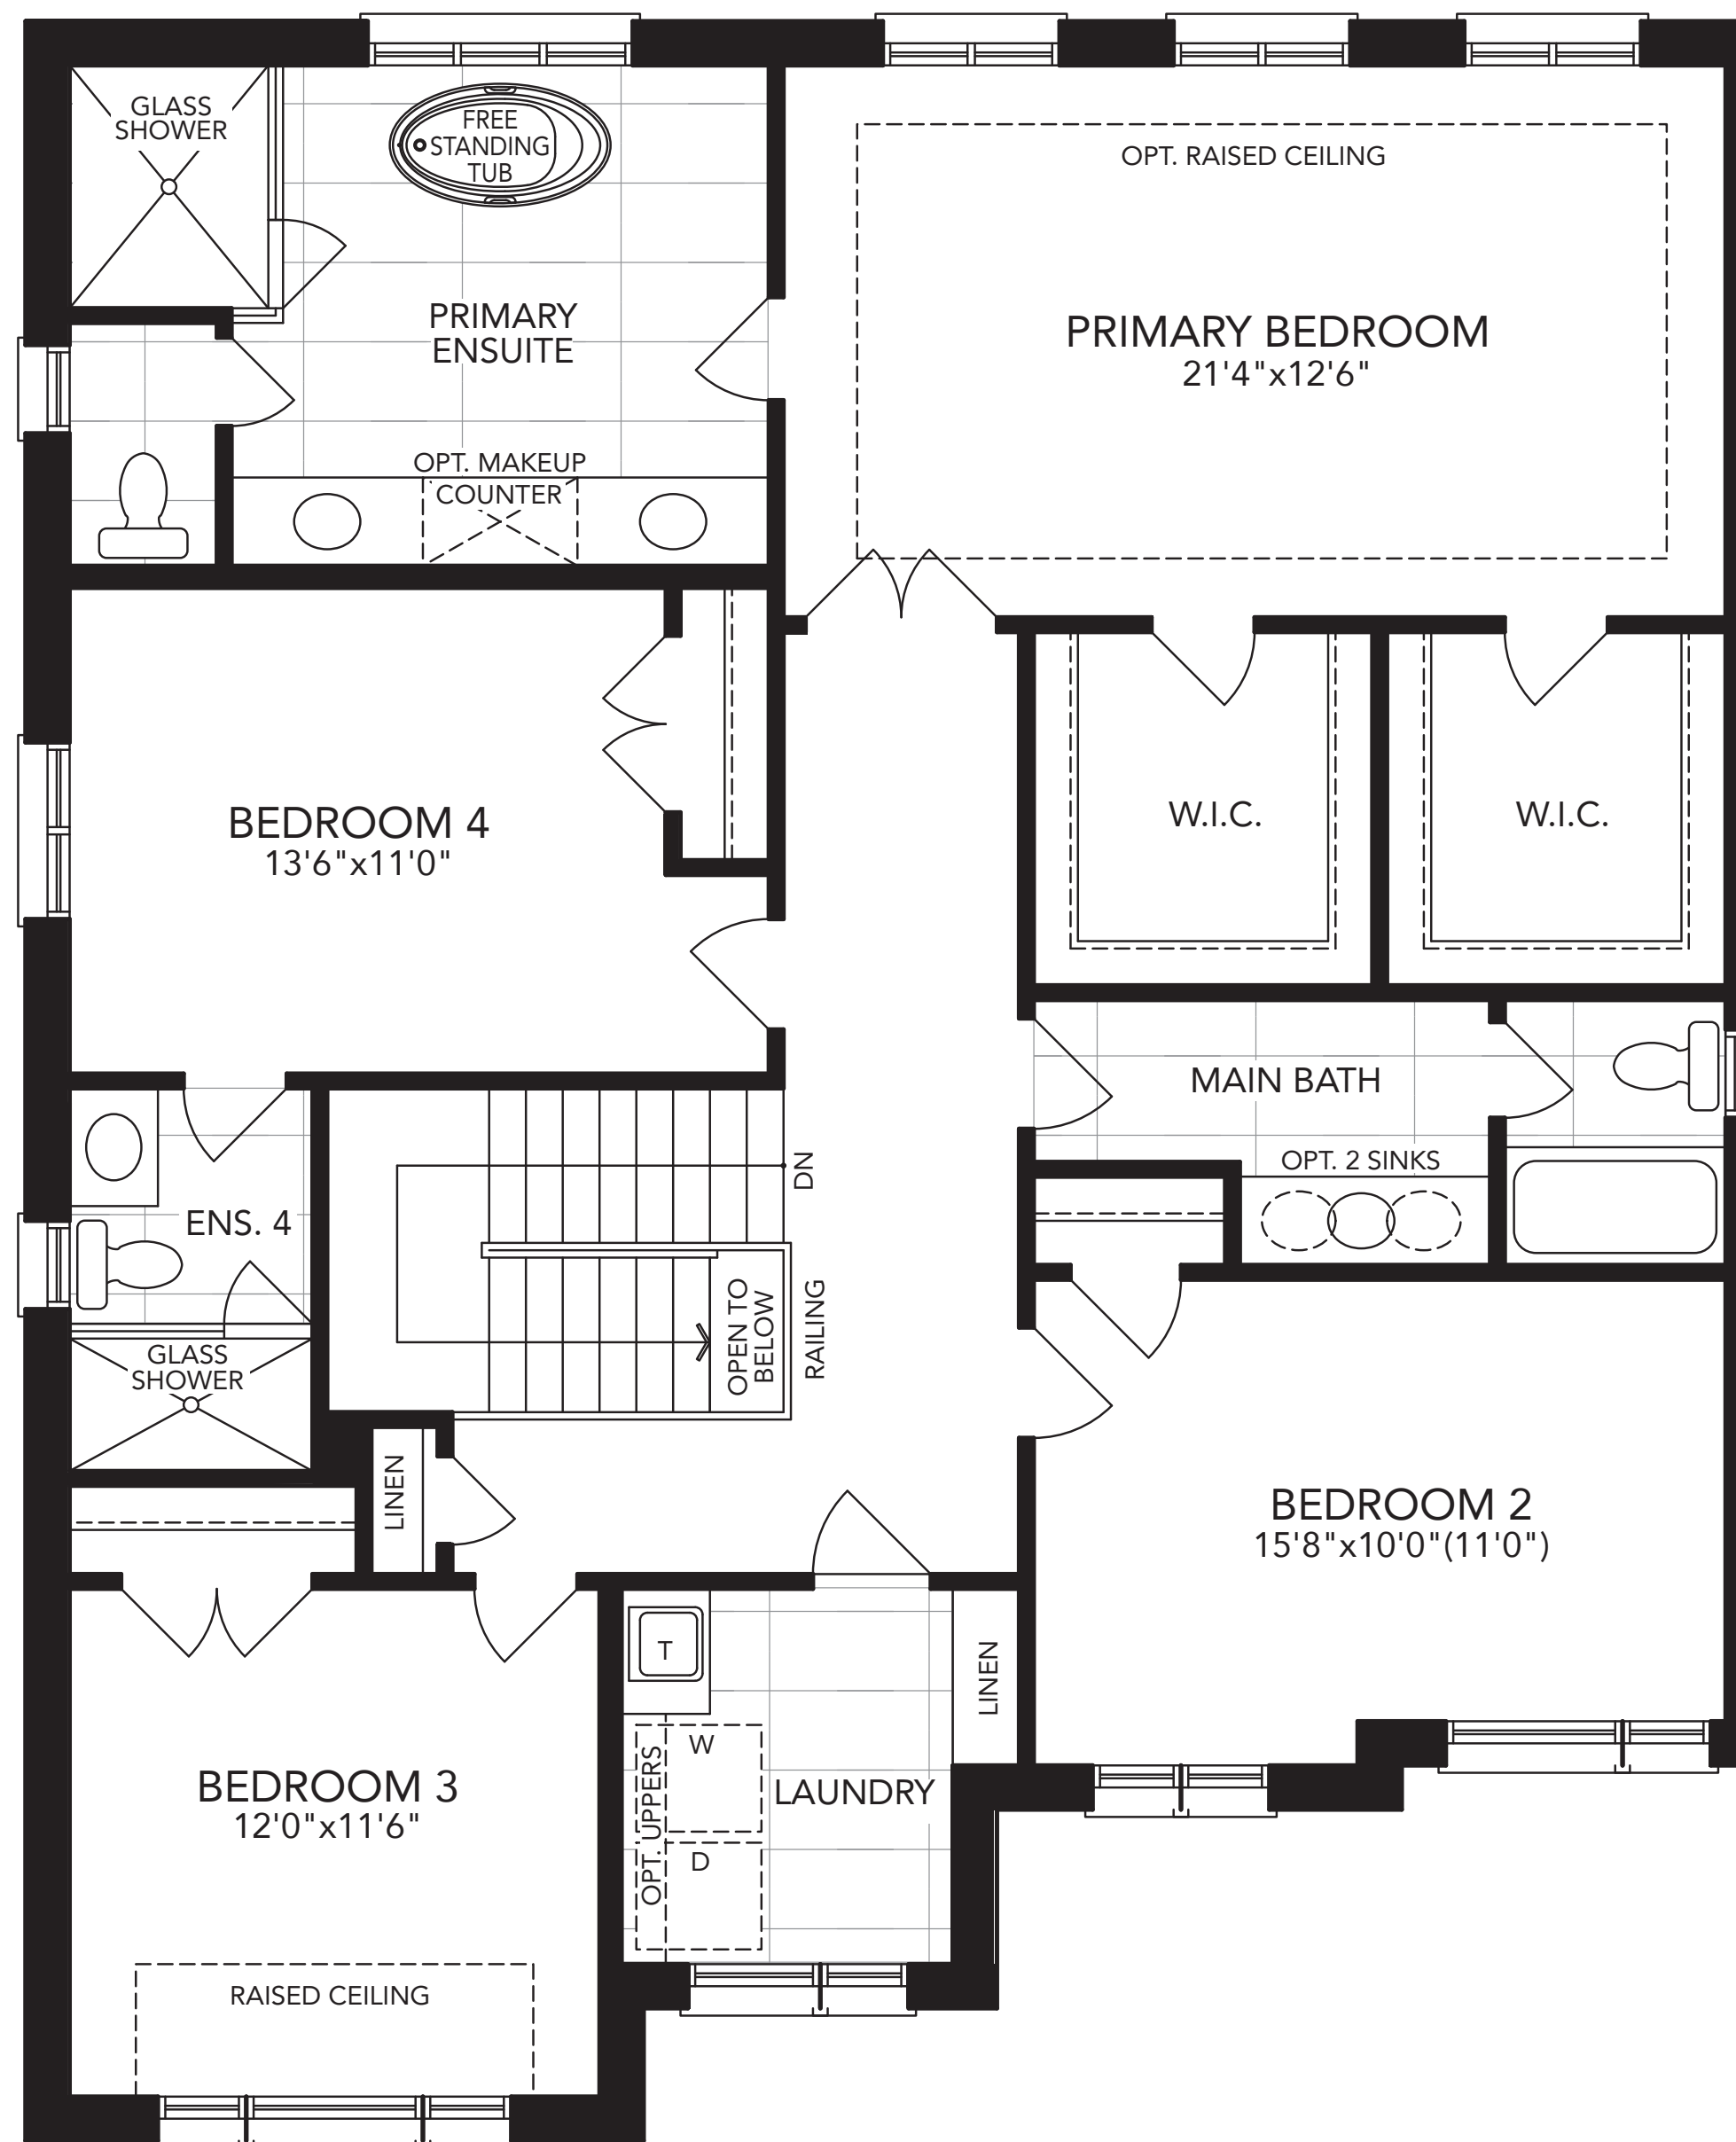 GLASS
SHOWER
FREE
STANDING
TUB
OPT. RAISED CEILING
PRIMARY
ENSUITE
PRIMARY BEDROOM
21'4"x12'6"
OPT. MAKEUP
COUNTER
BEDROOM 4
13'6"x11'0"
W.I.C.
W.I.C.
MAIN BATH
OPT. 2 SINKS
DN
ENS. 4
OPEN TO
BELOW
RAILING
GLASS
SHOWER
LINEN
BEDROOM 2
15'8"x10'0"(11'0")
T
LINEN
W
OPT. UPPERS
LAUNDRY
D
BEDROOM 3
12'0"x11'6"
RAISED CEILING